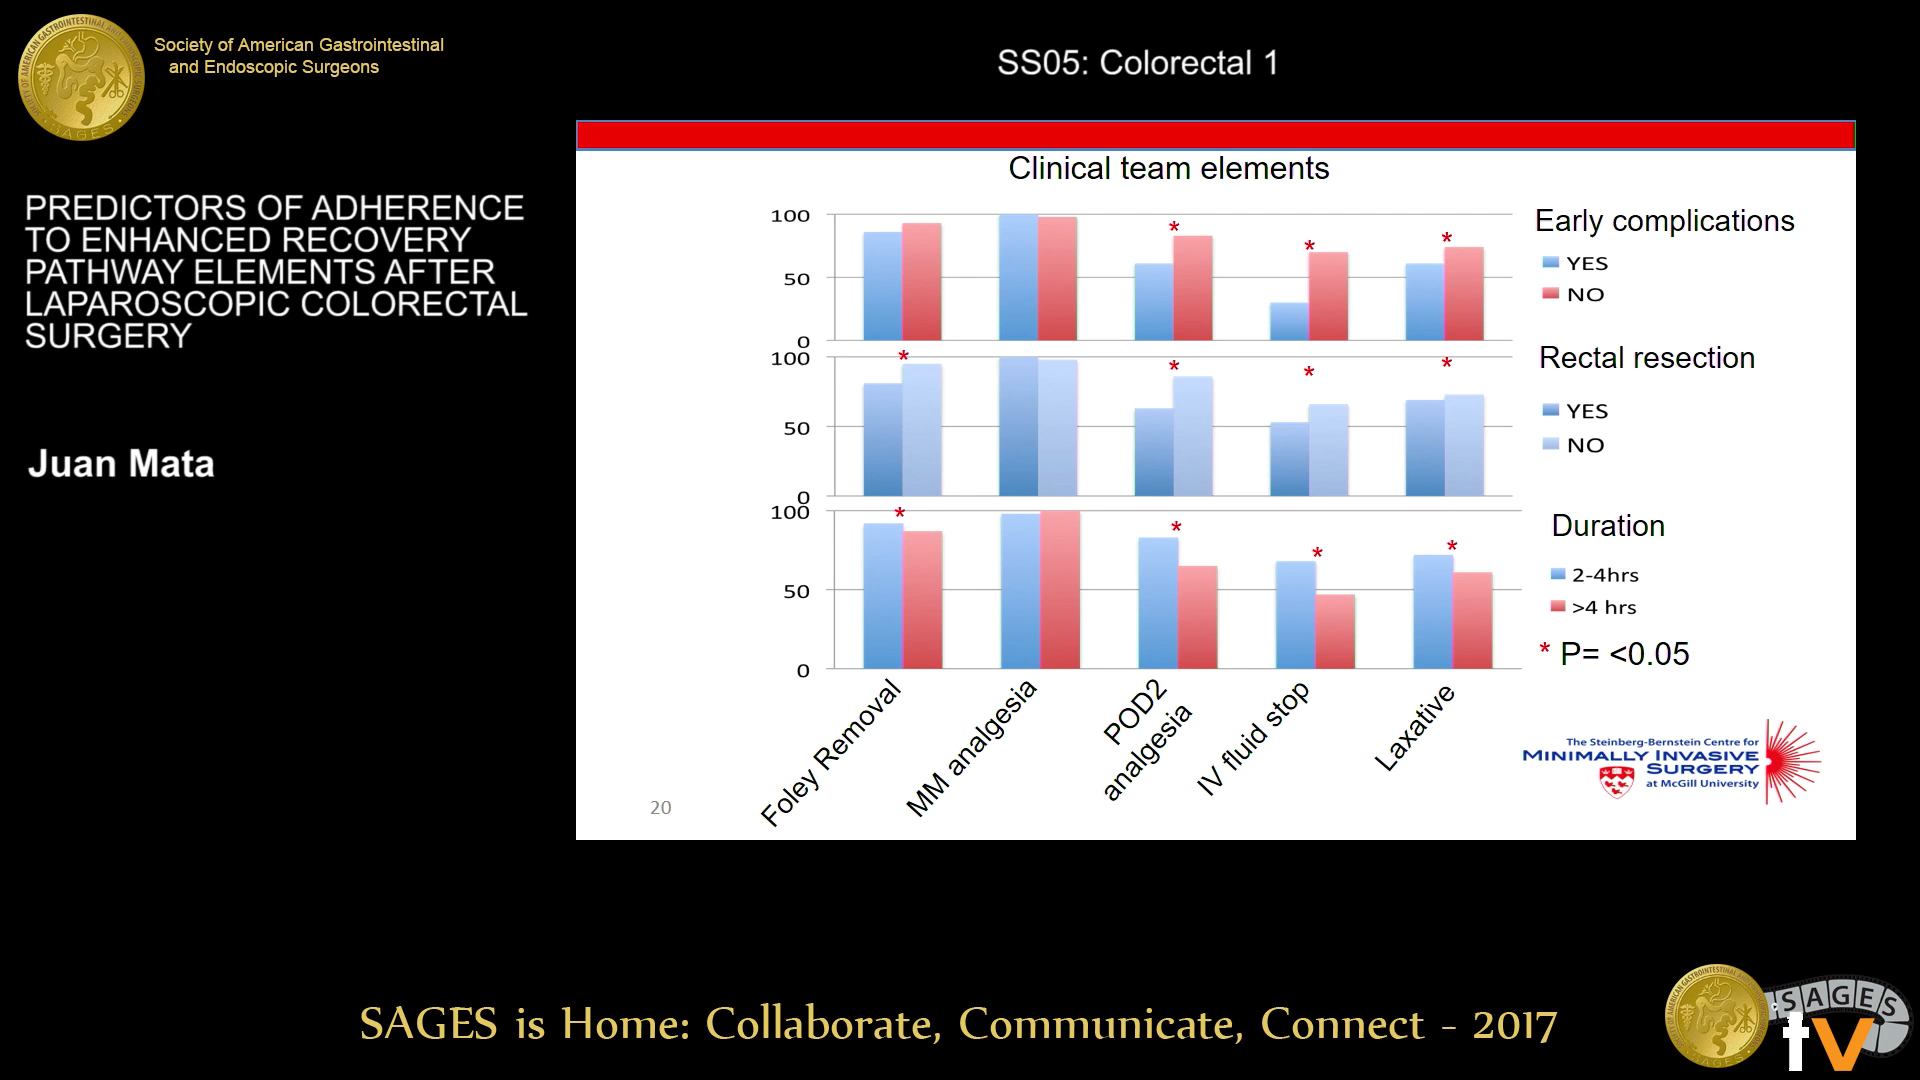 Society of American Gastrointestinal
and Endoscopic Surgeons
SS05: Colorectal 1
PREDICTORS OF ADHERENCE
TO ENHANCED RECOVERY
PATHWAY ELEMENTS AFTER
LAPAROSCOPIC COLORECTAL
SURGERY
Juan Mata
Clinical team elements
100
50
0
* * *
Early complications
YES
NO
100
50
0
* * * *
Rectal resection
YES
NO
100
50
0
* * * *
Duration
2-4hrs
>4 hrs
* P= <0.05
Foley Removal
MM analgesia
POD2
analgesia
IV fluid stop
Laxative
The Steinberg-Bernstein Centre for
MINIMALLY INVASIVE
SURGERY
at McGill University
20
SAGES is Home: Collaborate, Communicate, Connect - 2017
SAGES
tv